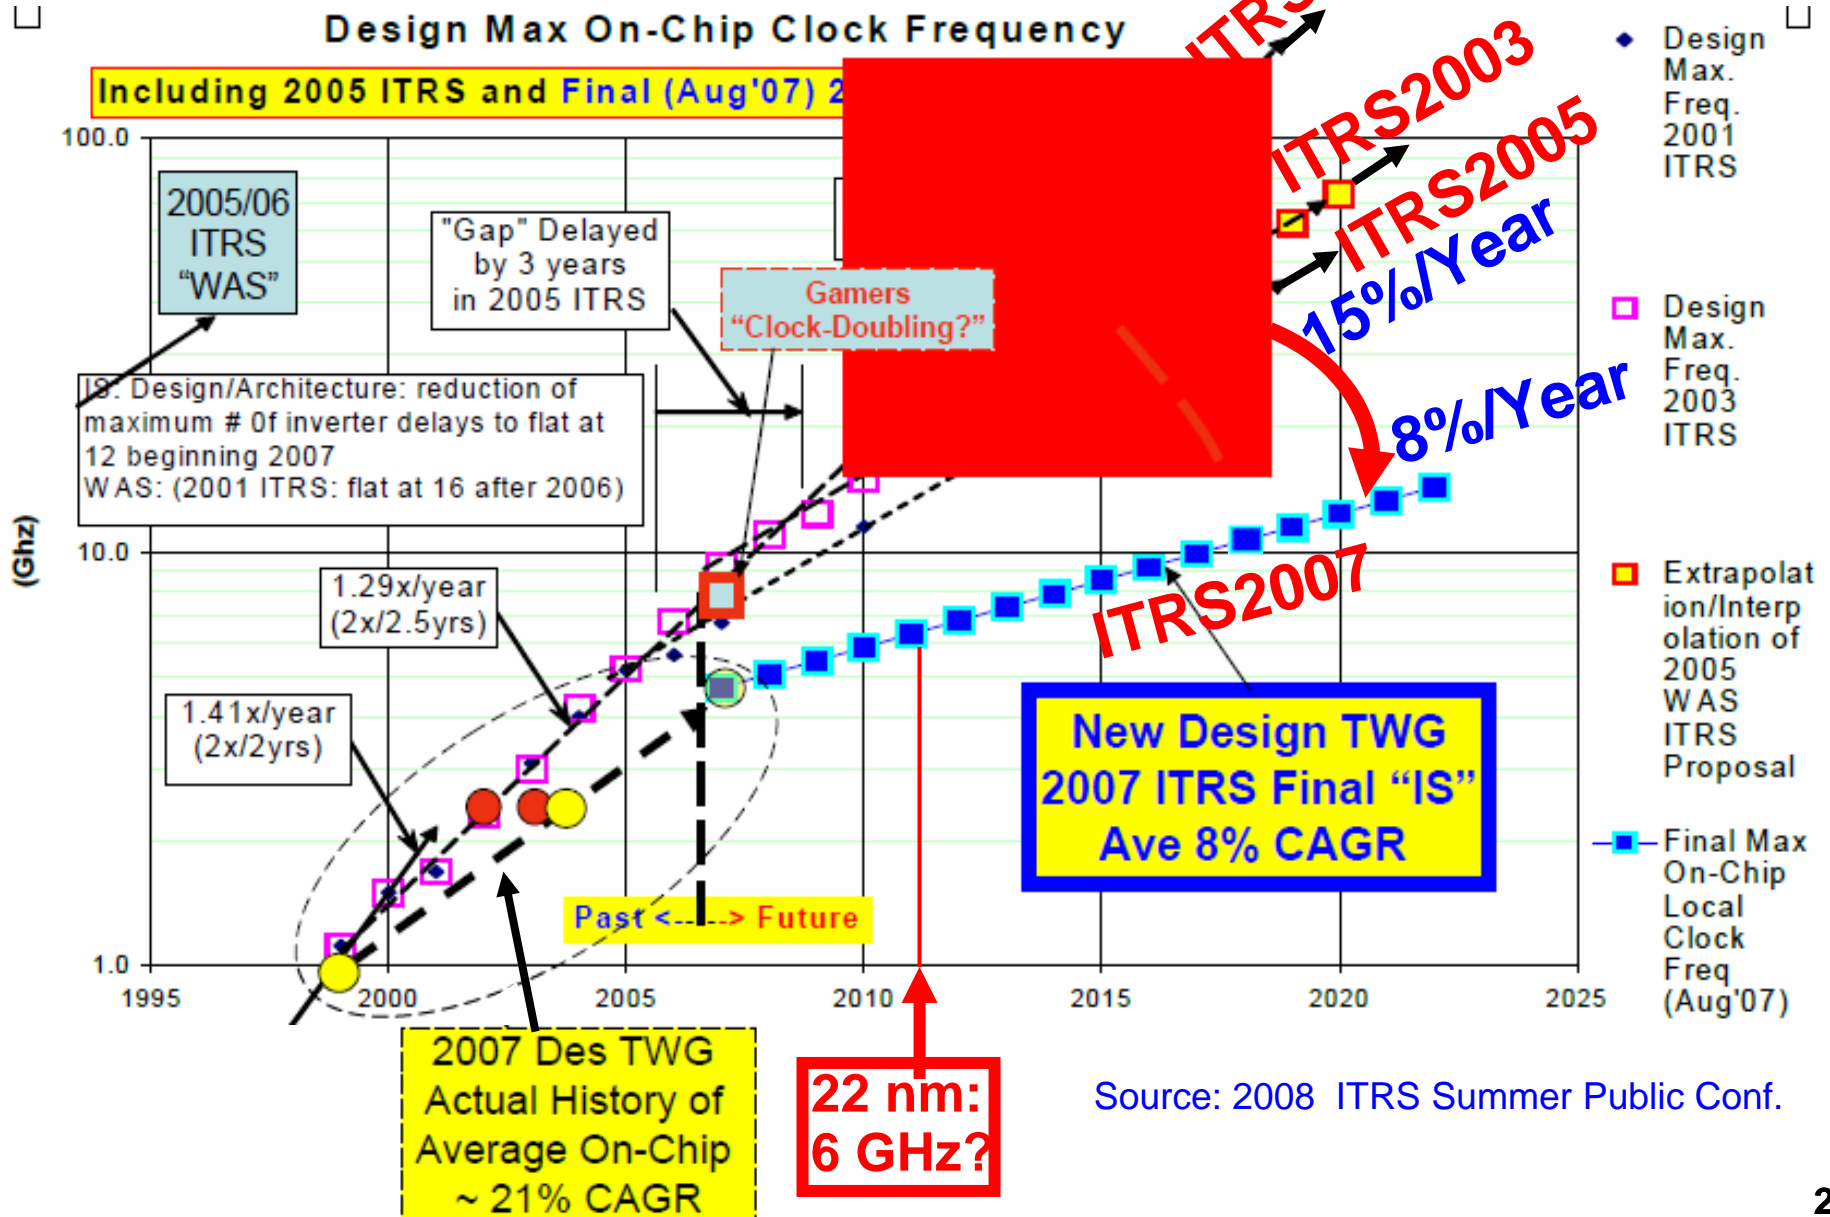 Design Max On-Chip Clock Frequency
Including 2005 ITRS and Final (Aug'07) 2
ITRS2003
ITRS2005
15%/Year
8%/Year
ITRS2007
(Ghz)
100.0
10.0
1.0
1995
2000
2005
2010
2015
2020
2025
2005/06
ITRS
“WAS”
"Gap" Delayed
by 3 years
in 2005 ITRS
Gamers
“Clock-Doubling?”
IS: Design/Architecture: reduction of
maximum # 0f inverter delays to flat at
12 beginning 2007
WAS: (2001 ITRS: flat at 16 after 2006)
1.29x/year
(2x/2.5yrs)
1.41x/year
(2x/2yrs)
Past <-----> Future
New Design TWG
2007 ITRS Final “IS”
Ave 8% CAGR
2007 Des TWG
Actual History of
Average On-Chip
~ 21% CAGR
22 nm:
6 GHz?
Source: 2008 ITRS Summer Public Conf.
Design
Max.
Freq.
2001
ITRS
Design
Max.
Freq.
2003
ITRS
Extrapolat
ion/Interp
olation of
2005
WAS
ITRS
Proposal
Final Max
On-Chip
Local
Clock
Freq
(Aug'07)
2